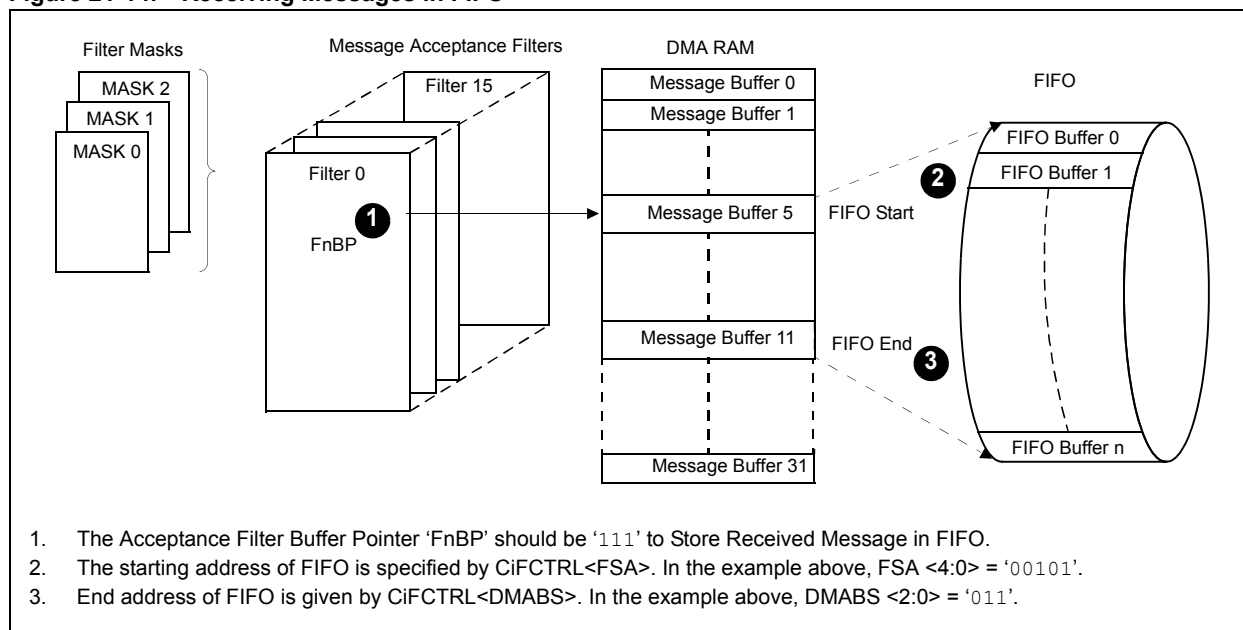 Filter Masks
Message Acceptance Filters
DMA RAM
FIFO
MASK 2
MASK 1
MASK 0
Filter 15
Filter 0
1
FnBP
Message Buffer 0
Message Buffer 1
Message Buffer 5
Message Buffer 11
Message Buffer 31
FIFO Start
2
FIFO End
3
FIFO Buffer 0
FIFO Buffer 1
FIFO Buffer n
1. The Acceptance Filter Buffer Pointer 'FnBP' should be '111' to Store Received Message in FIFO.
2. The starting address of FIFO is specified by CiFCTRL<FSA>. In the example above, FSA <4:0> = '00101'.
3. End address of FIFO is given by CiFCTRL<DMABS>. In the example above, DMABS <2:0> = '011'.